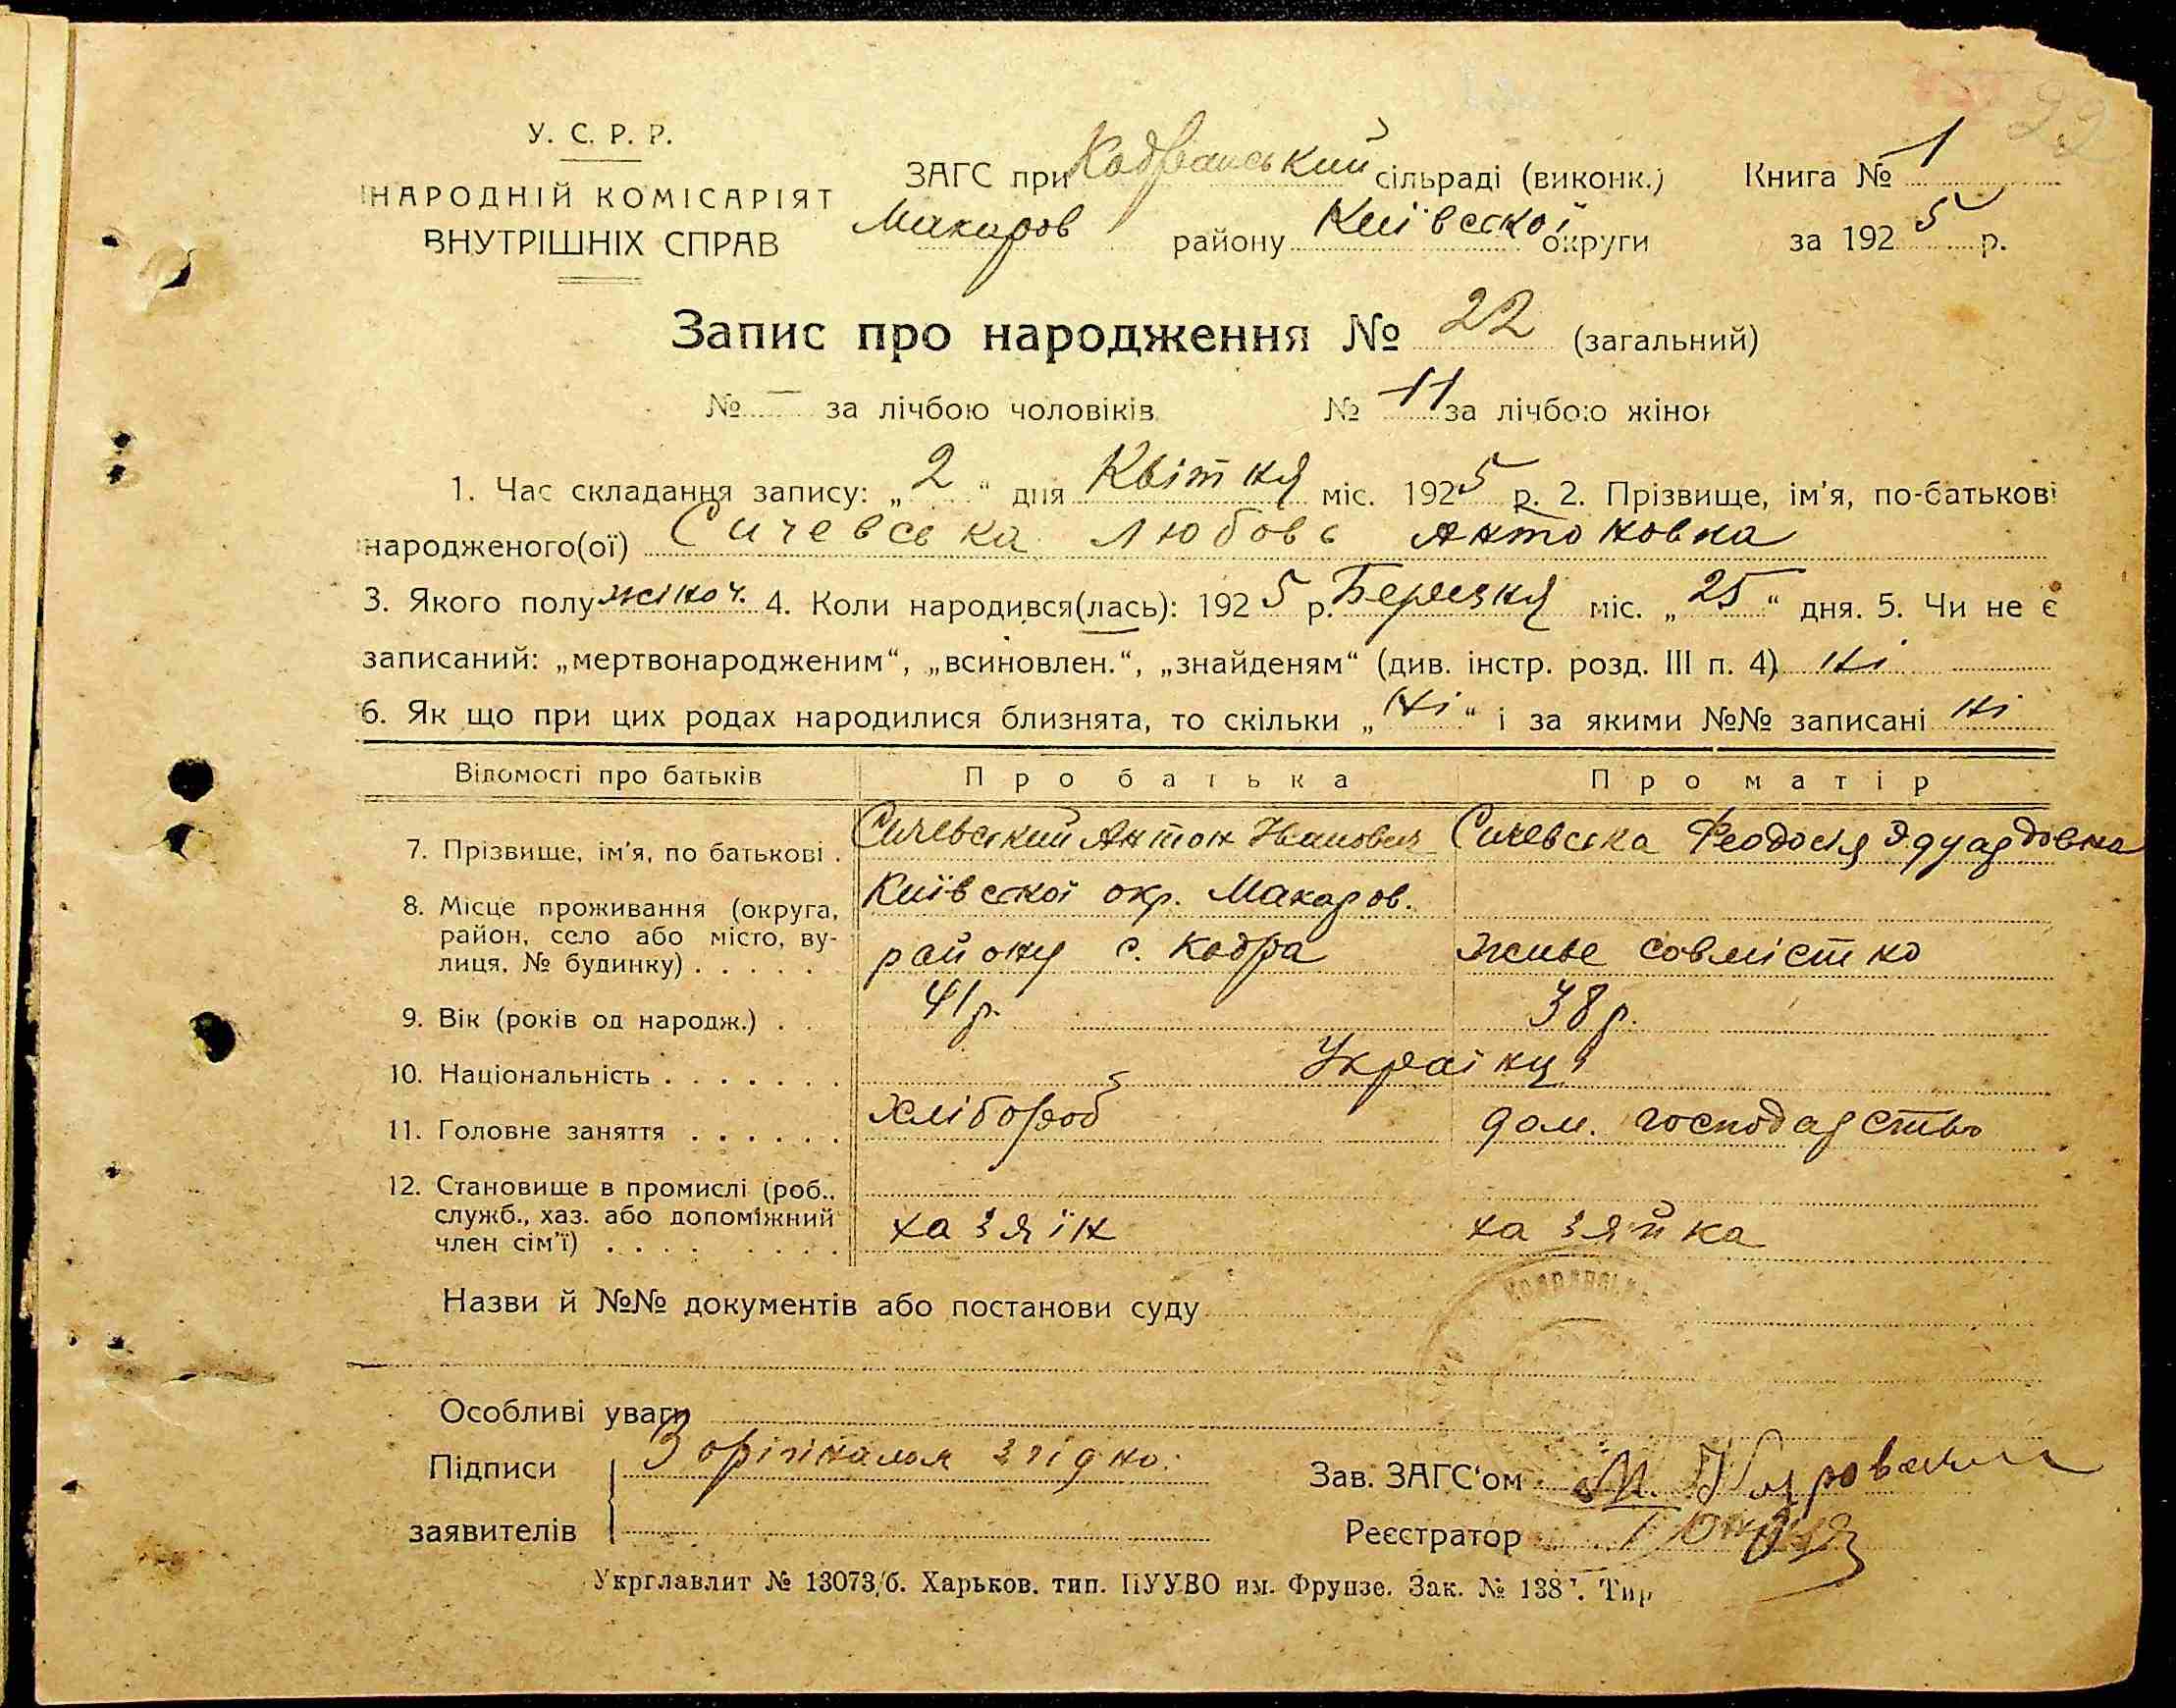 У. С. Р. Р.
НАРОДНІЙ КОМІСАРІЯТ
ВНУТРІШНІХ СПРАВ
ЗАГС при Кодранський сільраді (виконк.)
Макаров району Київської округи
Книга № 1
за 1925 р.
Запис про народження № 22 (загальний)
№ — за лічбою чоловіків № 11 за лічбою жінок
1. Час складання запису: „2“ дня Квітня міс. 1925 р. 2. Прізвище, ім'я, по-батькові
народженого(ої) Сичевська Любовь Антоновна
3. Якого полу жіноч. 4. Коли народився(лась): 1925 р. Березня міс. „25“ дня. 5. Чи не є
записаний: „мертвонародженим“, „всиновлен.“, „знайденям“ (див. інстр. розд. III п. 4) ні
6. Як що при цих родах народилися близнята, то скільки „ні“ і за якими №№ записані ні
Відомості про батьків Про батька Про матір
7. Прізвище, ім'я, по батькові . Сичевський Антон Иванович Сичевська Феодосія Эдуардовна
8. Місце проживання (округа, район, село або місто, ву-лиця, № будинку) . . . . . Київської окр. Макаров.
району с. Кодра живе совмістно
9. Вік (років од народж.) . . 41 р. 38 р.
10. Національність . . . . . . . Українці
11. Головне заняття . . . . . . хлібороб дом. господарство
12. Становище в промислі (роб., служб., хаз. або допоміжний
член сім'ї) . . . . . . . . хазяїн хазяйка
Назви й №№ документів або постанови суду
Особливі уваги
Підписи З орігіналом згідно.
заявителів
Зав. ЗАГС'ом
Реєстратор
Укрглавлит № 13073/б. Харьков. тип. ПУУВО им. Фрунзе. Зак. № 138